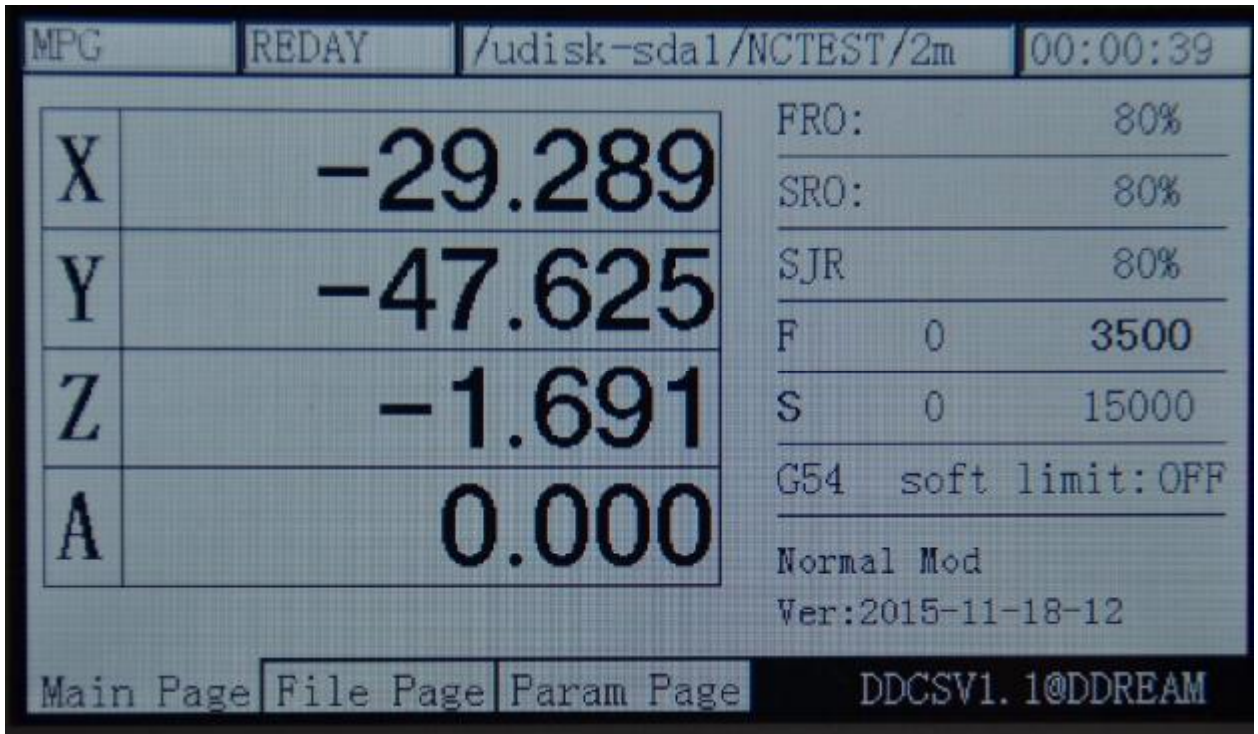 MPG REDAY /udisk-sda1/NCTEST/2m 00:00:39
X -29.289
Y -47.625
Z -1.691
A 0.000
FRO: 80%
SRO: 80%
SJR 80%
F 0 3500
S 0 15000
G54 soft limit:OFF
Normal Mod
Ver:2015-11-18-12
Main Page File Page Param Page DDCSV1.1@DDREAM